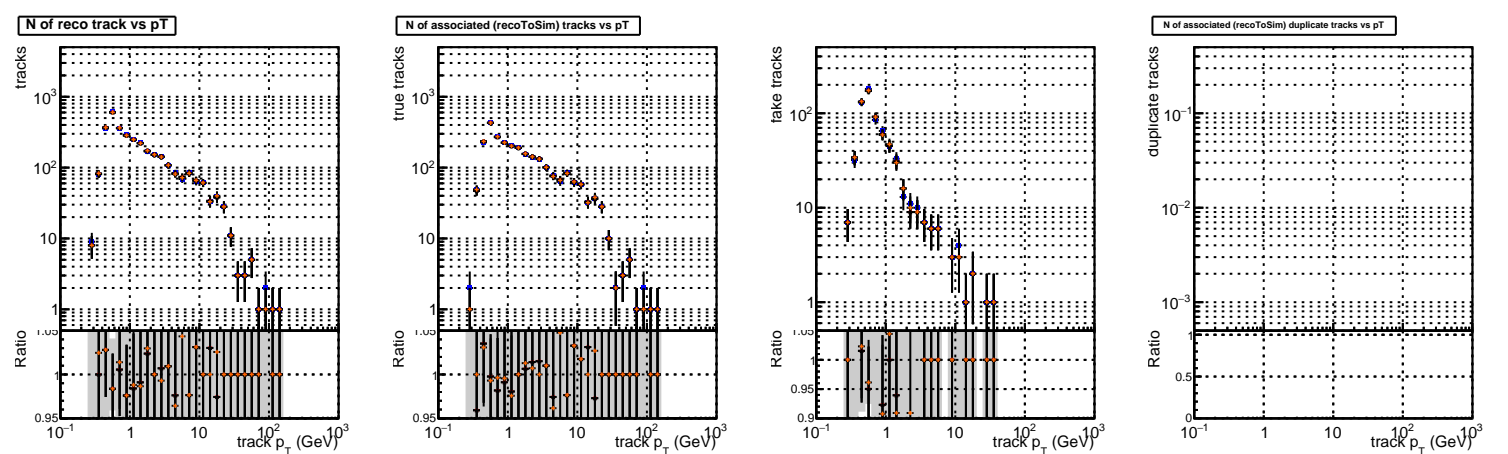 N of reco track vs pT
tracks
10³
10²
10
1
Ratio
1.05
1
0.95
10⁻¹ 1 10 10² 10³
track p_T (GeV)
N of associated (recoToSim) tracks vs pT
true tracks
10³
10²
10
1
Ratio
1.05
1
0.95
10⁻¹ 1 10 10² 10³
track p_T (GeV)
fake tracks
10²
10
1
Ratio
1.05
1
0.95
0.9
10⁻¹ 1 10 10² 10³
track p_T (GeV)
N of associated (recoToSim) duplicate tracks vs pT
duplicate tracks
10⁻¹
10⁻²
10⁻³
Ratio
1
0.5
0
10⁻¹ 1 10 10² 10³
track p_T (GeV)